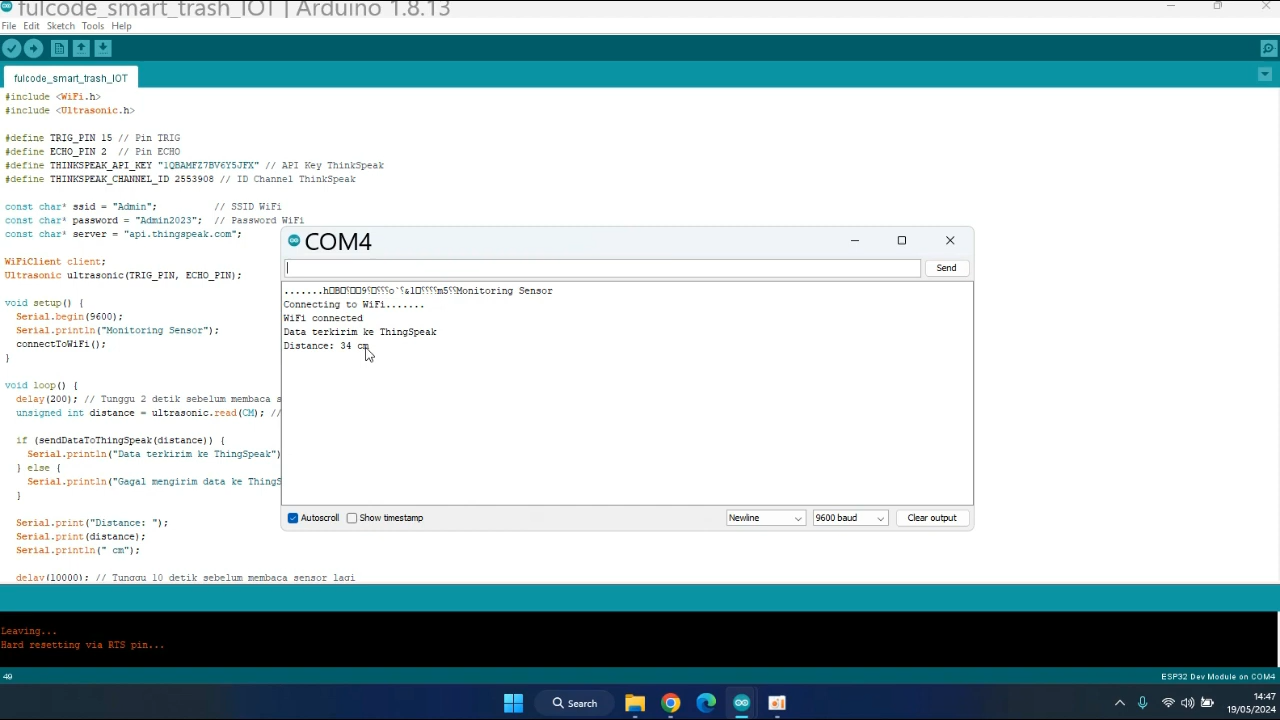 fulcode_smart_trash_IOT | Arduino 1.8.13
File Edit Sketch Tools Help
fulcode_smart_trash_IOT
#include <WiFi.h>
#include <Ultrasonic.h>
#define TRIG_PIN 15 // Pin TRIG
#define ECHO_PIN 2 // Pin ECHO
#define THINKSPEAK_API_KEY "1QBAMFZ7BV6Y5JFX" // API Key ThinkSpeak
#define THINKSPEAK_CHANNEL_ID 2553908 // ID Channel ThinkSpeak
const char* ssid = "Admin"; // SSID WiFi
const char* password = "Admin2023"; // Password WiFi
const char* server = "api.thingspeak.com";
WiFiClient client;
Ultrasonic ultrasonic(TRIG_PIN, ECHO_PIN);
void setup() {
Serial.begin(9600);
Serial.println("Monitoring Sensor");
connectToWiFi();
}
void loop() {
delay(200); // Tunggu 2 detik sebelum membaca s
unsigned int distance = ultrasonic.read(CM); //
if (sendDataToThingSpeak(distance)) {
Serial.println("Data terkirim ke ThingSpeak")
} else {
Serial.println("Gagal mengirim data ke ThingS
}
Serial.print("Distance: ");
Serial.print(distance);
Serial.println(" cm");
delay(10000); // Tunggu 10 detik sebelum membaca sensor lagi
COM4
Send
Monitoring Sensor
Connecting to WiFi.......
WiFi connected
Data terkirim ke ThingSpeak
Distance: 34 cm
Autoscroll Show timestamp Newline 9600 baud Clear output
Leaving...
Hard resetting via RTS pin...
49 ESP32 Dev Module on COM4
Search
14:47
19/05/2024